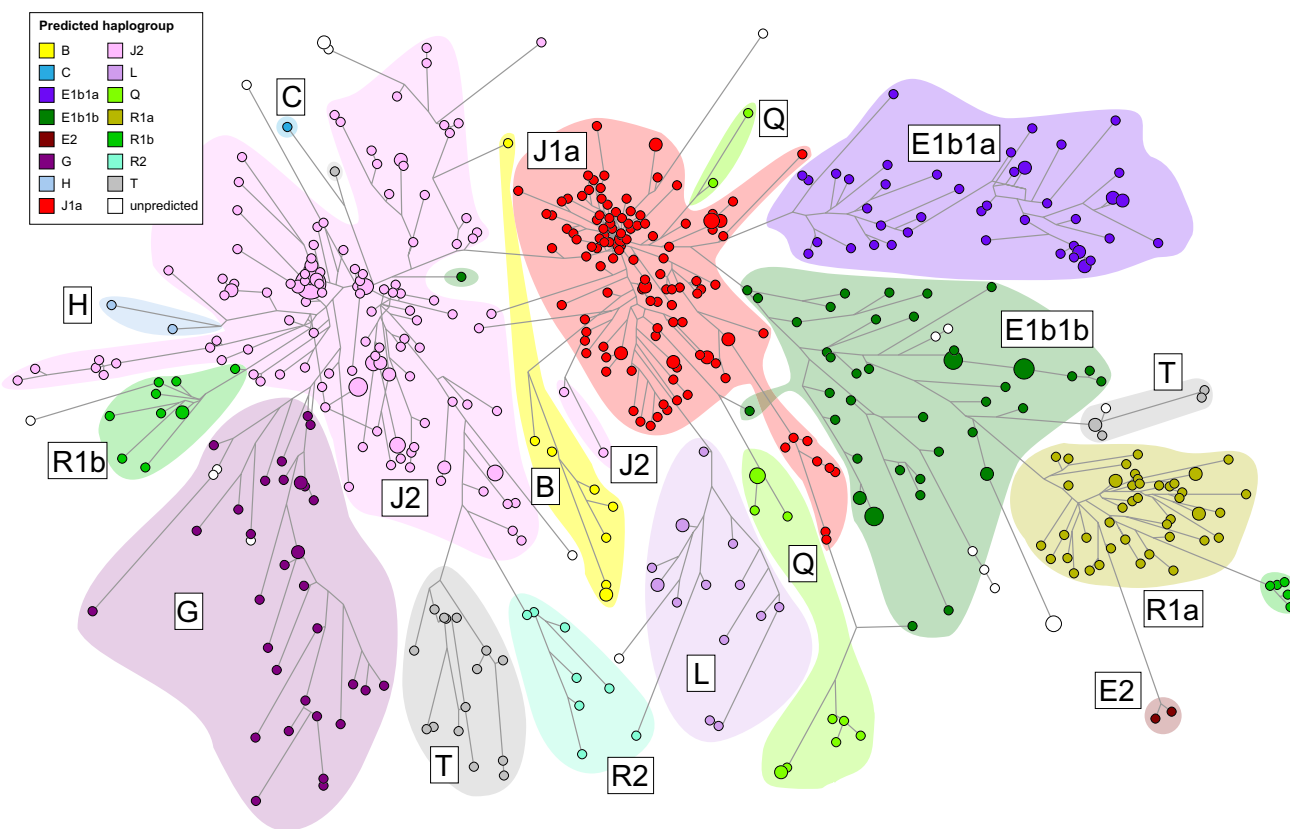 Predicted haplogroup
B
J2
C
L
E1b1a
Q
E1b1b
R1a
E2
R1b
G
R2
H
T
J1a
unpredicted
C
Q
J1a
E1b1a
H
E1b1b
T
R1b
J2
B
J2
Q
G
R1a
L
E2
T
R2